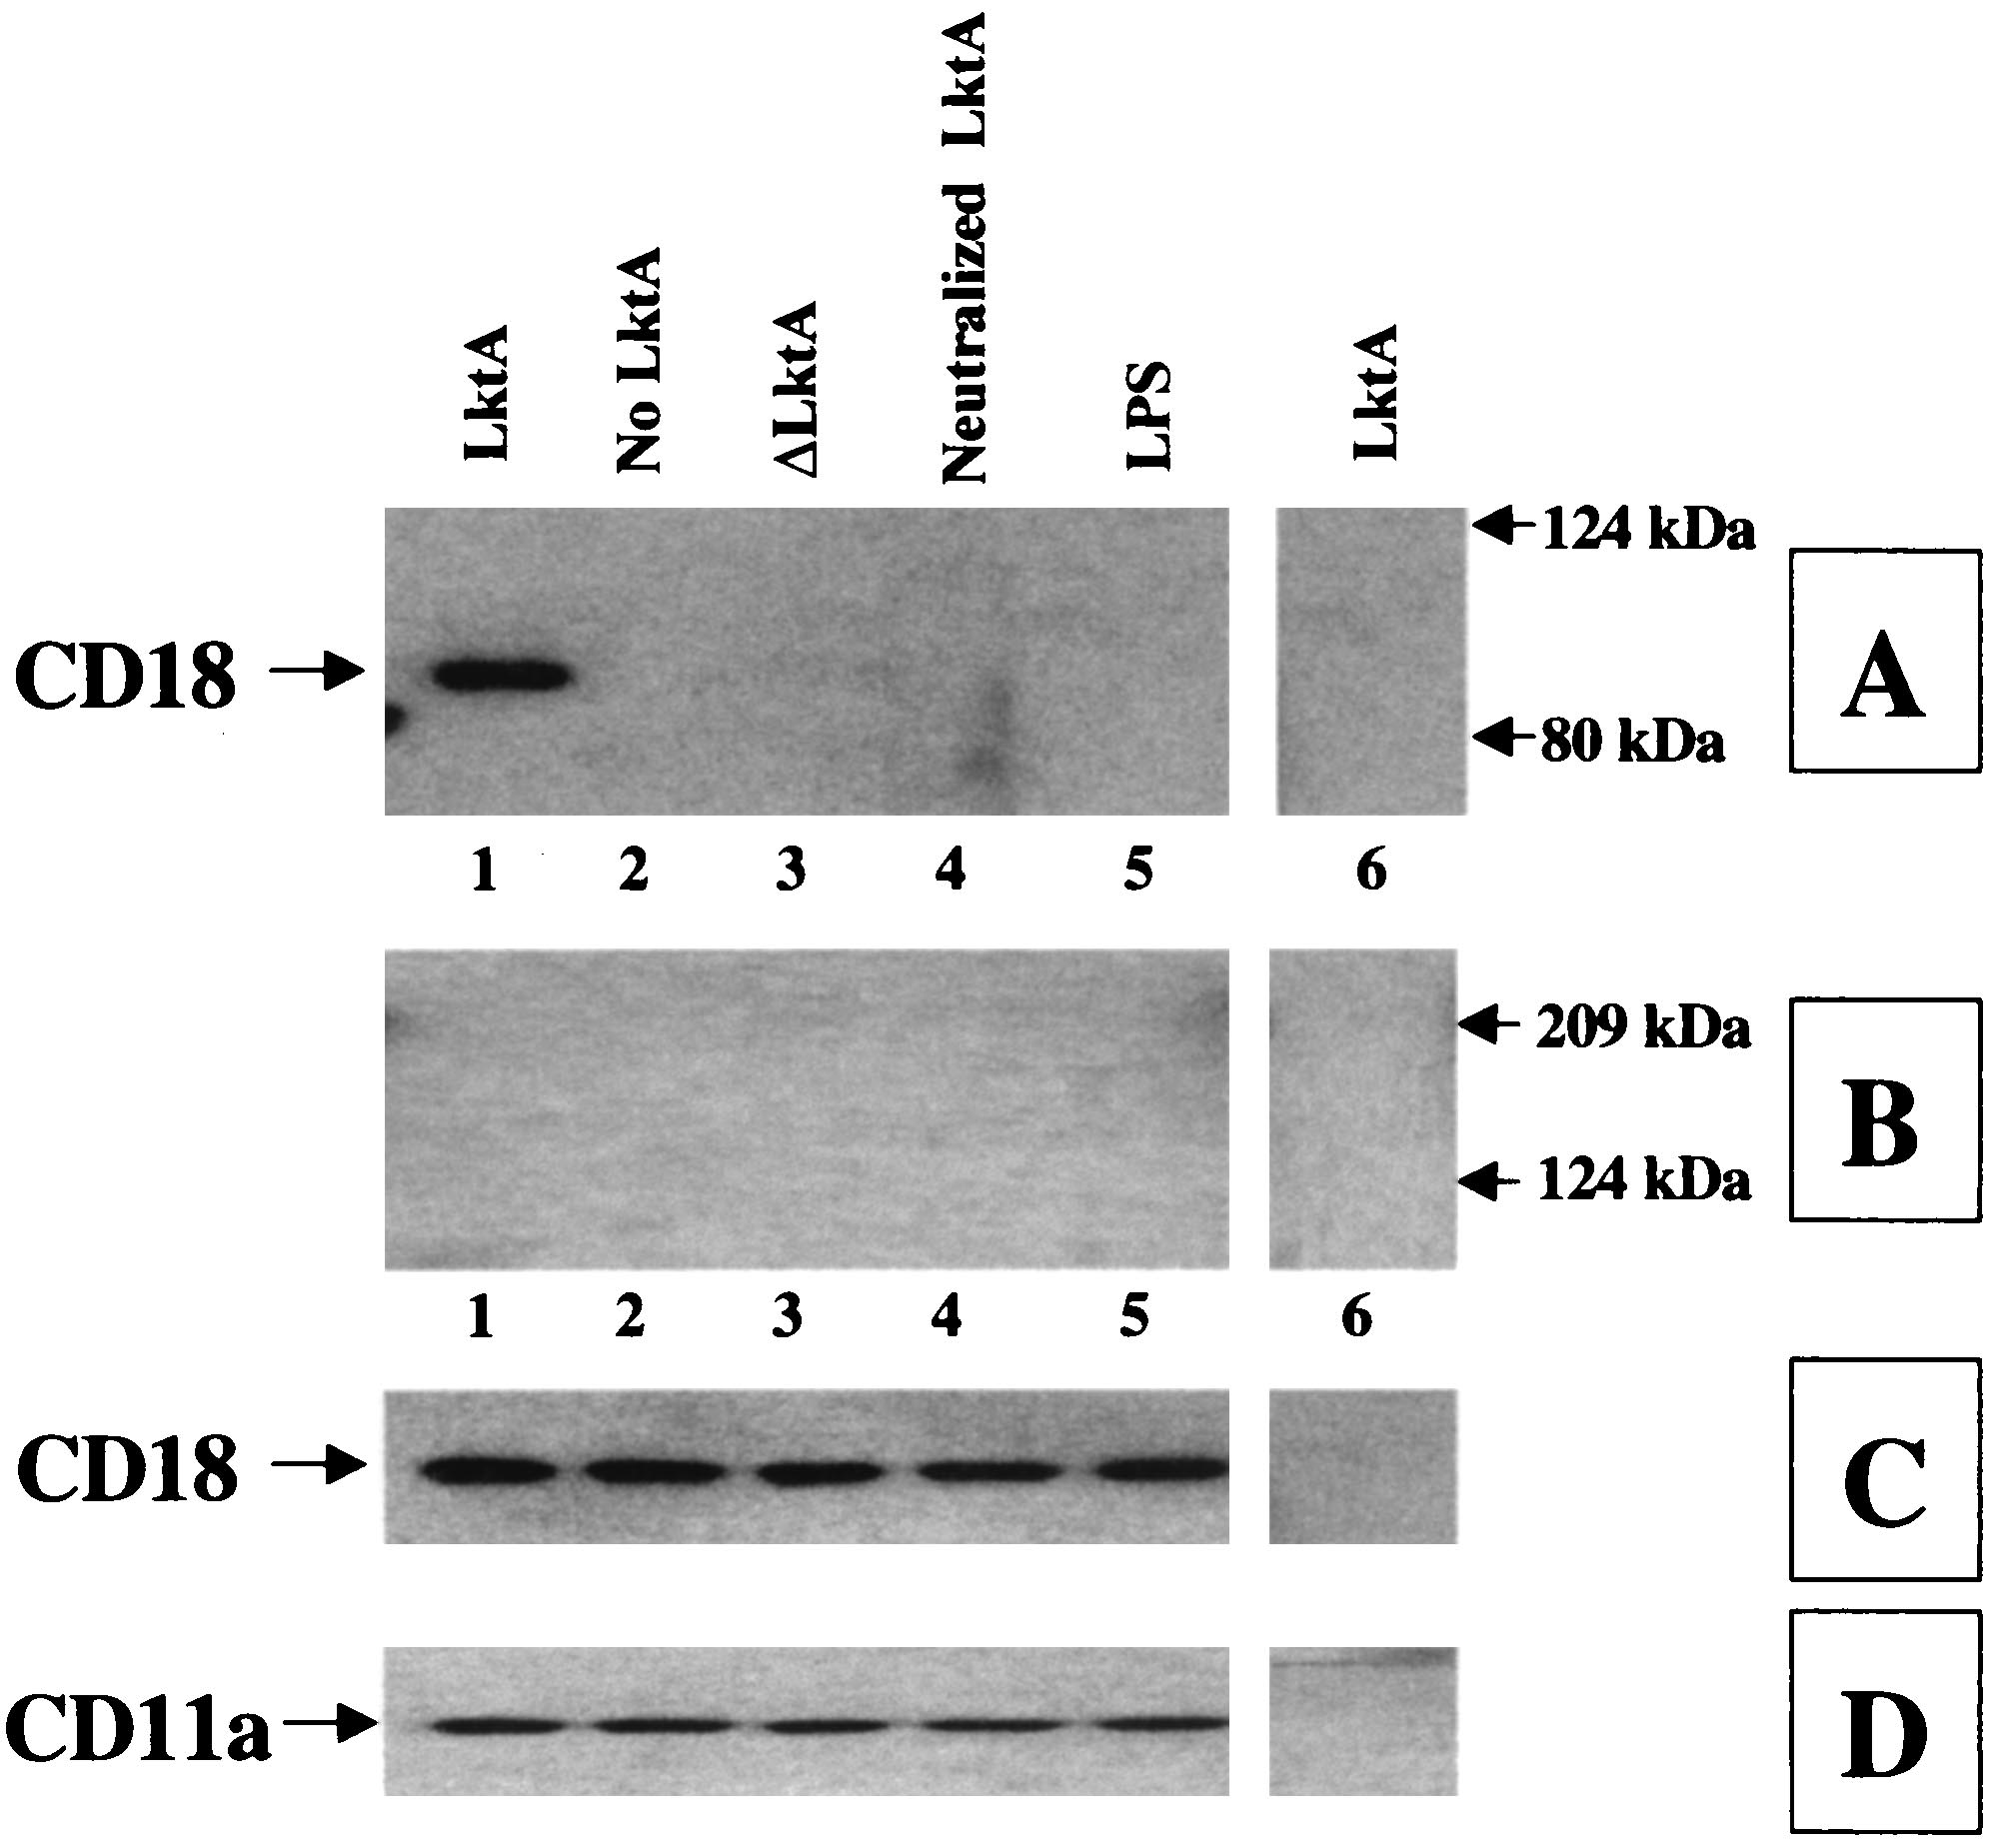 LktA
No LktA
ΔLktA
Neutralized LktA
LPS
LktA
124 kDa
CD18
80 kDa
A
1 2 3 4 5 6
209 kDa
124 kDa
B
1 2 3 4 5 6
CD18
C
CD11a
D